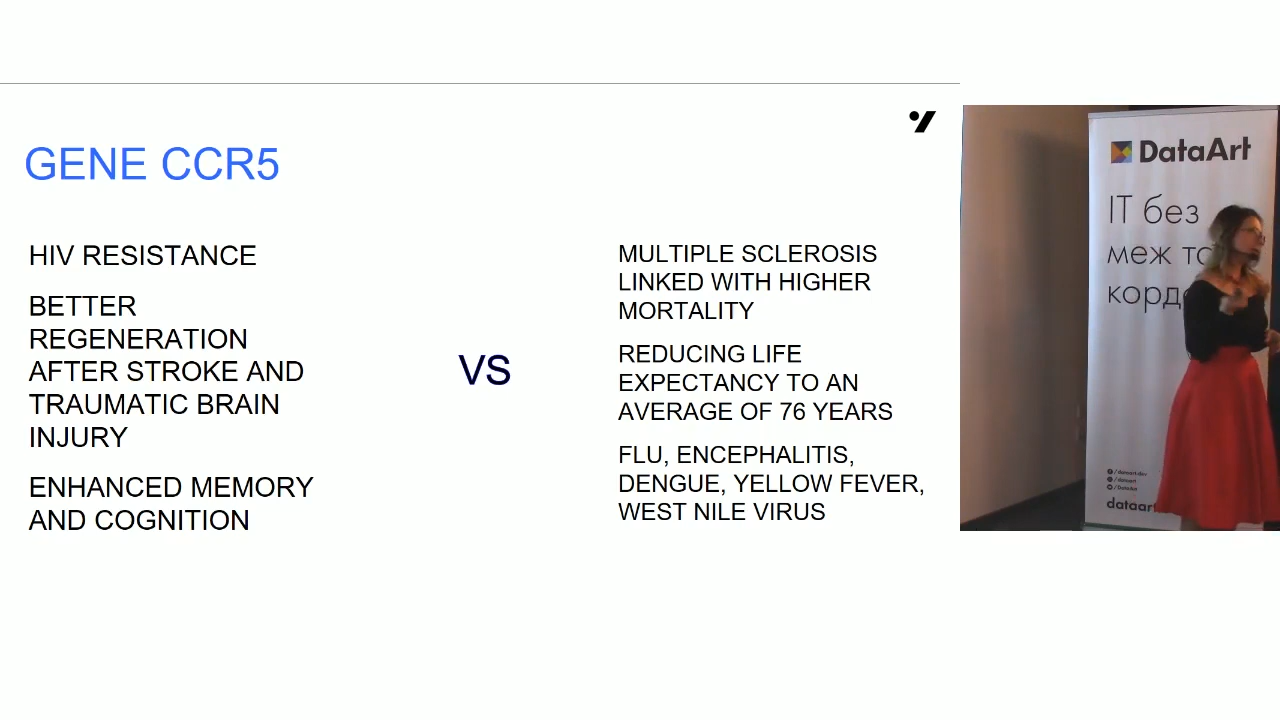 GENE CCR5
HIV RESISTANCE
BETTER
REGENERATION
AFTER STROKE AND
TRAUMATIC BRAIN
INJURY
ENHANCED MEMORY
AND COGNITION
VS
MULTIPLE SCLEROSIS
LINKED WITH HIGHER
MORTALITY
REDUCING LIFE
EXPECTANCY TO AN
AVERAGE OF 76 YEARS
FLU, ENCEPHALITIS,
DENGUE, YELLOW FEVER,
WEST NILE VIRUS
DataArt
ІТ без
меж т
корд
/dataart
dataart